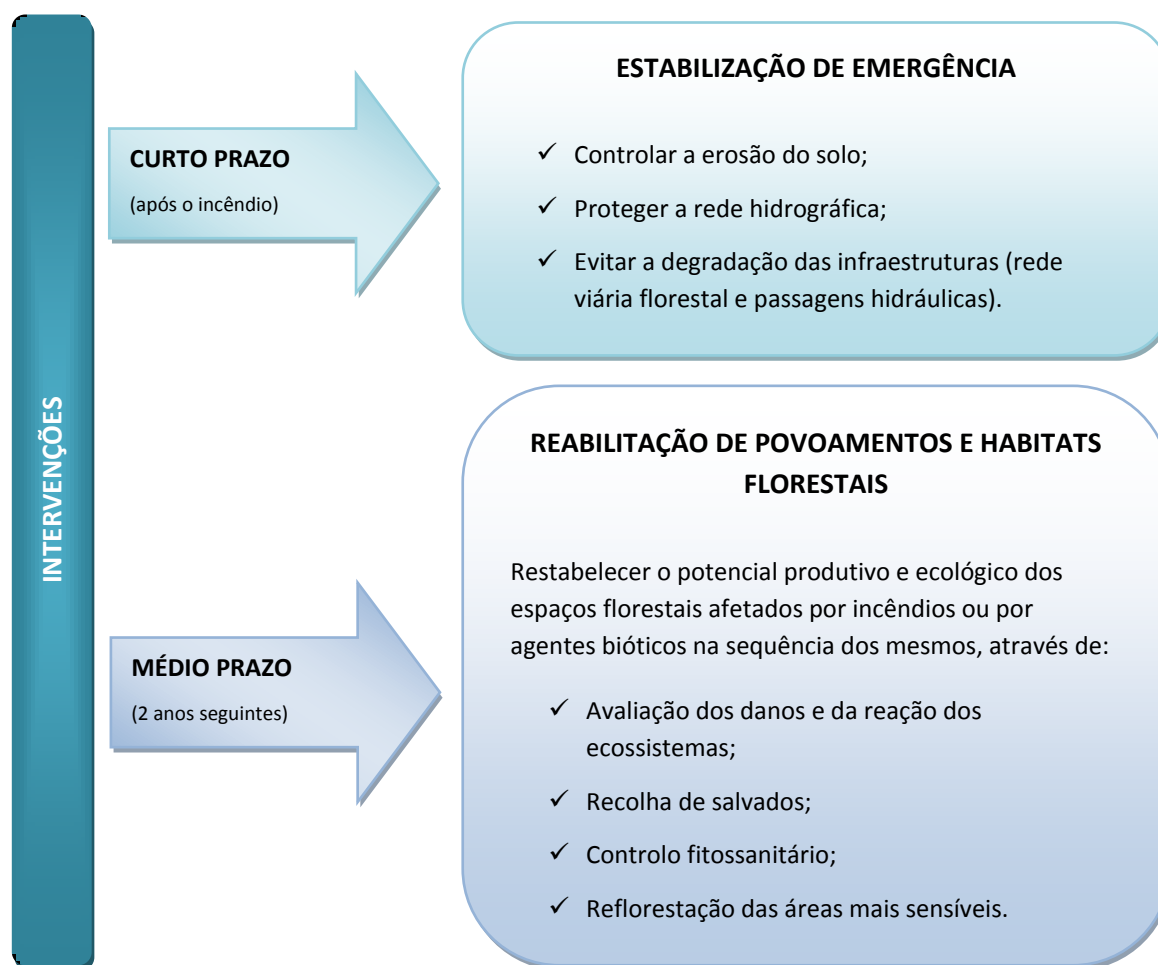 INTERVENÇÕES
CURTO PRAZO
(após o incêndio)
ESTABILIZAÇÃO DE EMERGÊNCIA
✓ Controlar a erosão do solo;
✓ Proteger a rede hidrográfica;
✓ Evitar a degradação das infraestruturas (rede
viária florestal e passagens hidráulicas).
MÉDIO PRAZO
(2 anos seguintes)
REABILITAÇÃO DE POVOAMENTOS E HABITATS
FLORESTAIS
Restabelecer o potencial produtivo e ecológico dos
espaços florestais afetados por incêndios ou por
agentes bióticos na sequência dos mesmos, através de:
✓ Avaliação dos danos e da reação dos
ecossistemas;
✓ Recolha de salvados;
✓ Controlo fitossanitário;
✓ Reflorestação das áreas mais sensíveis.